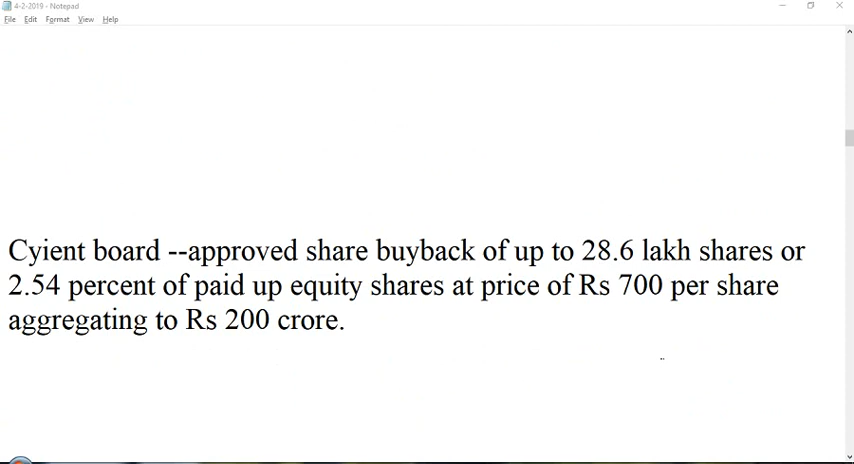 4-2-2019 - Notepad
File Edit Format View Help
Cyient board --approved share buyback of up to 28.6 lakh shares or
2.54 percent of paid up equity shares at price of Rs 700 per share
aggregating to Rs 200 crore.
..